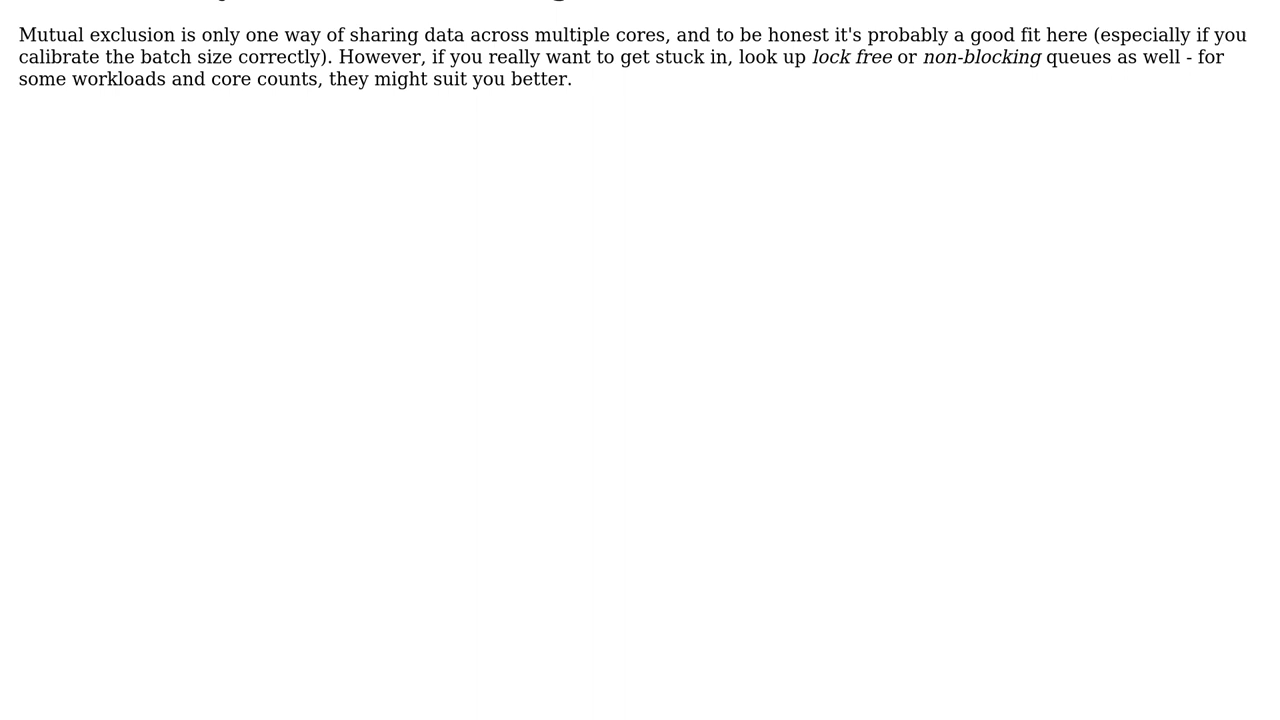 Mutual exclusion is only one way of sharing data across multiple cores, and to be honest it's probably a good fit here (especially if you
calibrate the batch size correctly). However, if you really want to get stuck in, look up lock free or non-blocking queues as well - for
some workloads and core counts, they might suit you better.